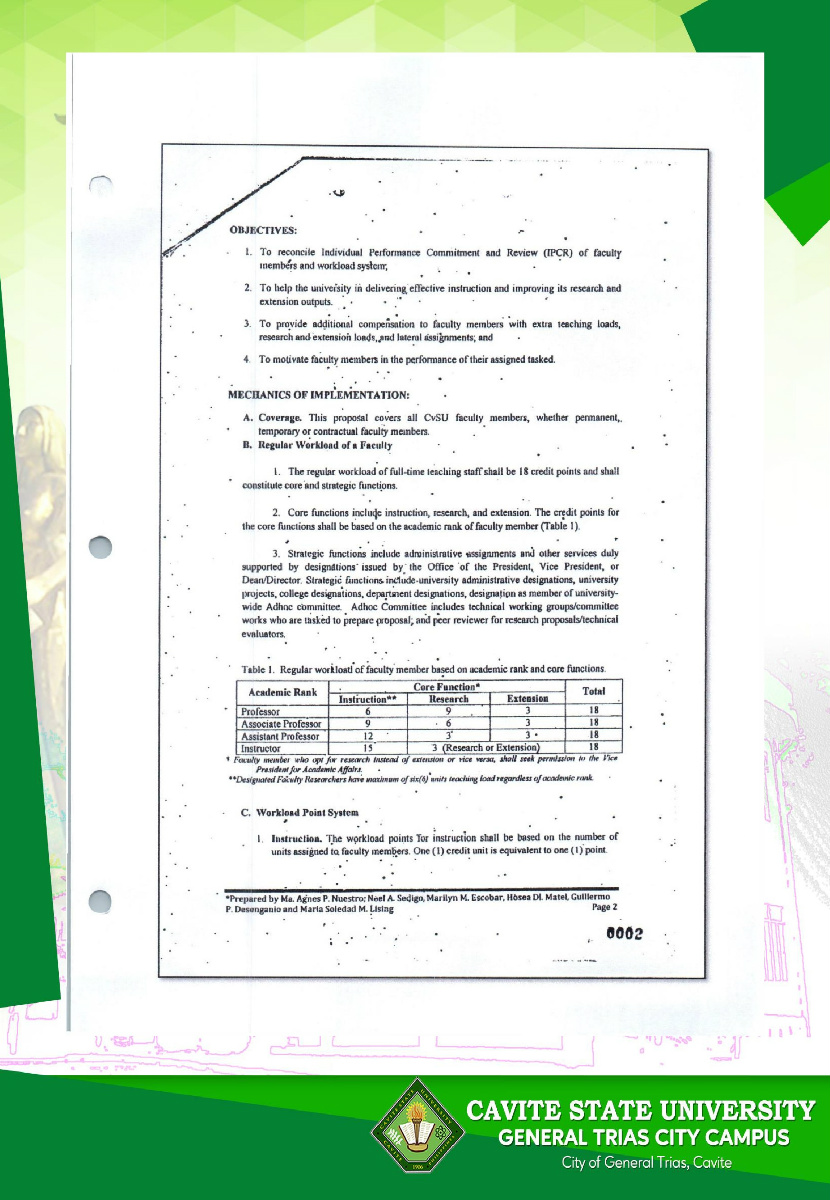 OBJECTIVES:
1. To reconcile Individual Performance Commitment and Review (IPCR) of faculty
members and workload system;
2. To help the university in delivering effective instruction and improving its research and
extension outputs.
3. To provide additional compensation to faculty members with extra teaching loads,
research and extension loads, and lateral assignments; and
4. To motivate faculty members in the performance of their assigned tasked.
MECHANICS OF IMPLEMENTATION:
A. Coverage. This proposal covers all CvSU faculty members, whether permanent,
temporary or contractual faculty members.
B. Regular Workload of a Faculty
1. The regular workload of full-time teaching staff shall be 18 credit points and shall
constitute core and strategic functions.
2. Core functions include instruction, research, and extension. The credit points for
the core functions shall be based on the academic rank of faculty member (Table 1).
3. Strategic functions include administrative assignments and other services duly
supported by designations issued by the Office of the President, Vice President, or
Dean/Director. Strategic functions include university administrative designations, university
projects, college designations, department designations, designation as member of university-
wide Adhoc committee. Adhoc Committee includes technical working groups/committee
works who are tasked to prepare proposal; and peer reviewer for research proposals/technical
evaluators.
Table 1. Regular workload of faculty member based on academic rank and core functions.
Academic Rank Core Function* Total
Instruction** Research Extension
Professor 6 9 3 18
Associate Professor 9 6 3 18
Assistant Professor 12 3 3 18
Instructor 15 3 (Research or Extension) 18
* Faculty member who opt for research instead of extension or vice versa, shall seek permission to the Vice
President for Academic Affairs.
**Designated Faculty Researchers have maximum of six(6) units teaching load regardless of academic rank.
C. Workload Point System
1. Instruction. The workload points for instruction shall be based on the number of
units assigned to faculty members. One (1) credit unit is equivalent to one (1) point.
*Prepared by Ma. Agnes P. Nuestro; Noel A. Sedigo, Marilyn M. Escobar, Hosea Dl. Matel, Guillermo
P. Desenganio and Maria Soledad M. Lising Page 2
0002
CAVITE STATE UNIVERSITY
GENERAL TRIAS CITY CAMPUS
City of General Trias, Cavite
1906